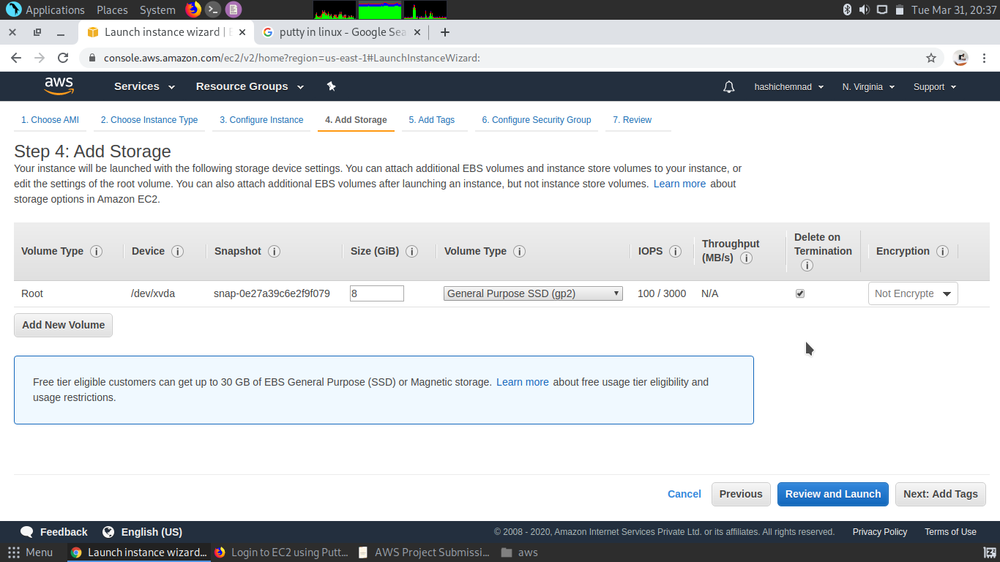 Applications Places System Tue Mar 31, 20:37
Launch instance wizard | E putty in linux - Google Sea
console.aws.amazon.com/ec2/v2/home?region=us-east-1#LaunchInstanceWizard:
aws Services Resource Groups hashichemnad N. Virginia Support
1. Choose AMI 2. Choose Instance Type 3. Configure Instance 4. Add Storage 5. Add Tags 6. Configure Security Group 7. Review
Step 4: Add Storage
Your instance will be launched with the following storage device settings. You can attach additional EBS volumes and instance store volumes to your instance, or
edit the settings of the root volume. You can also attach additional EBS volumes after launching an instance, but not instance store volumes. Learn more about
storage options in Amazon EC2.
Volume Type i Device i Snapshot i Size (GiB) i Volume Type i IOPS i Throughput (MB/s) i Delete on Termination i Encryption i
Root /dev/xvda snap-0e27a39c6e2f9f079 8 General Purpose SSD (gp2) 100 / 3000 N/A Not Encrypte
Add New Volume
Free tier eligible customers can get up to 30 GB of EBS General Purpose (SSD) or Magnetic storage. Learn more about free usage tier eligibility and
usage restrictions.
Cancel Previous Review and Launch Next: Add Tags
Feedback English (US) © 2008 - 2020, Amazon Internet Services Private Ltd. or its affiliates. All rights reserved. Privacy Policy Terms of Use
Menu Launch instance wizard... Login to EC2 using Putt... AWS Project Submissi... aws